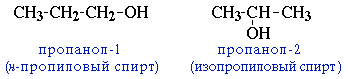 CH₃-CH₂-CH₂-OH
пропанол-1
(н-пропиловый спирт)
CH₃-CH-CH₃
OH
пропанол-2
(изопропиловый спирт)